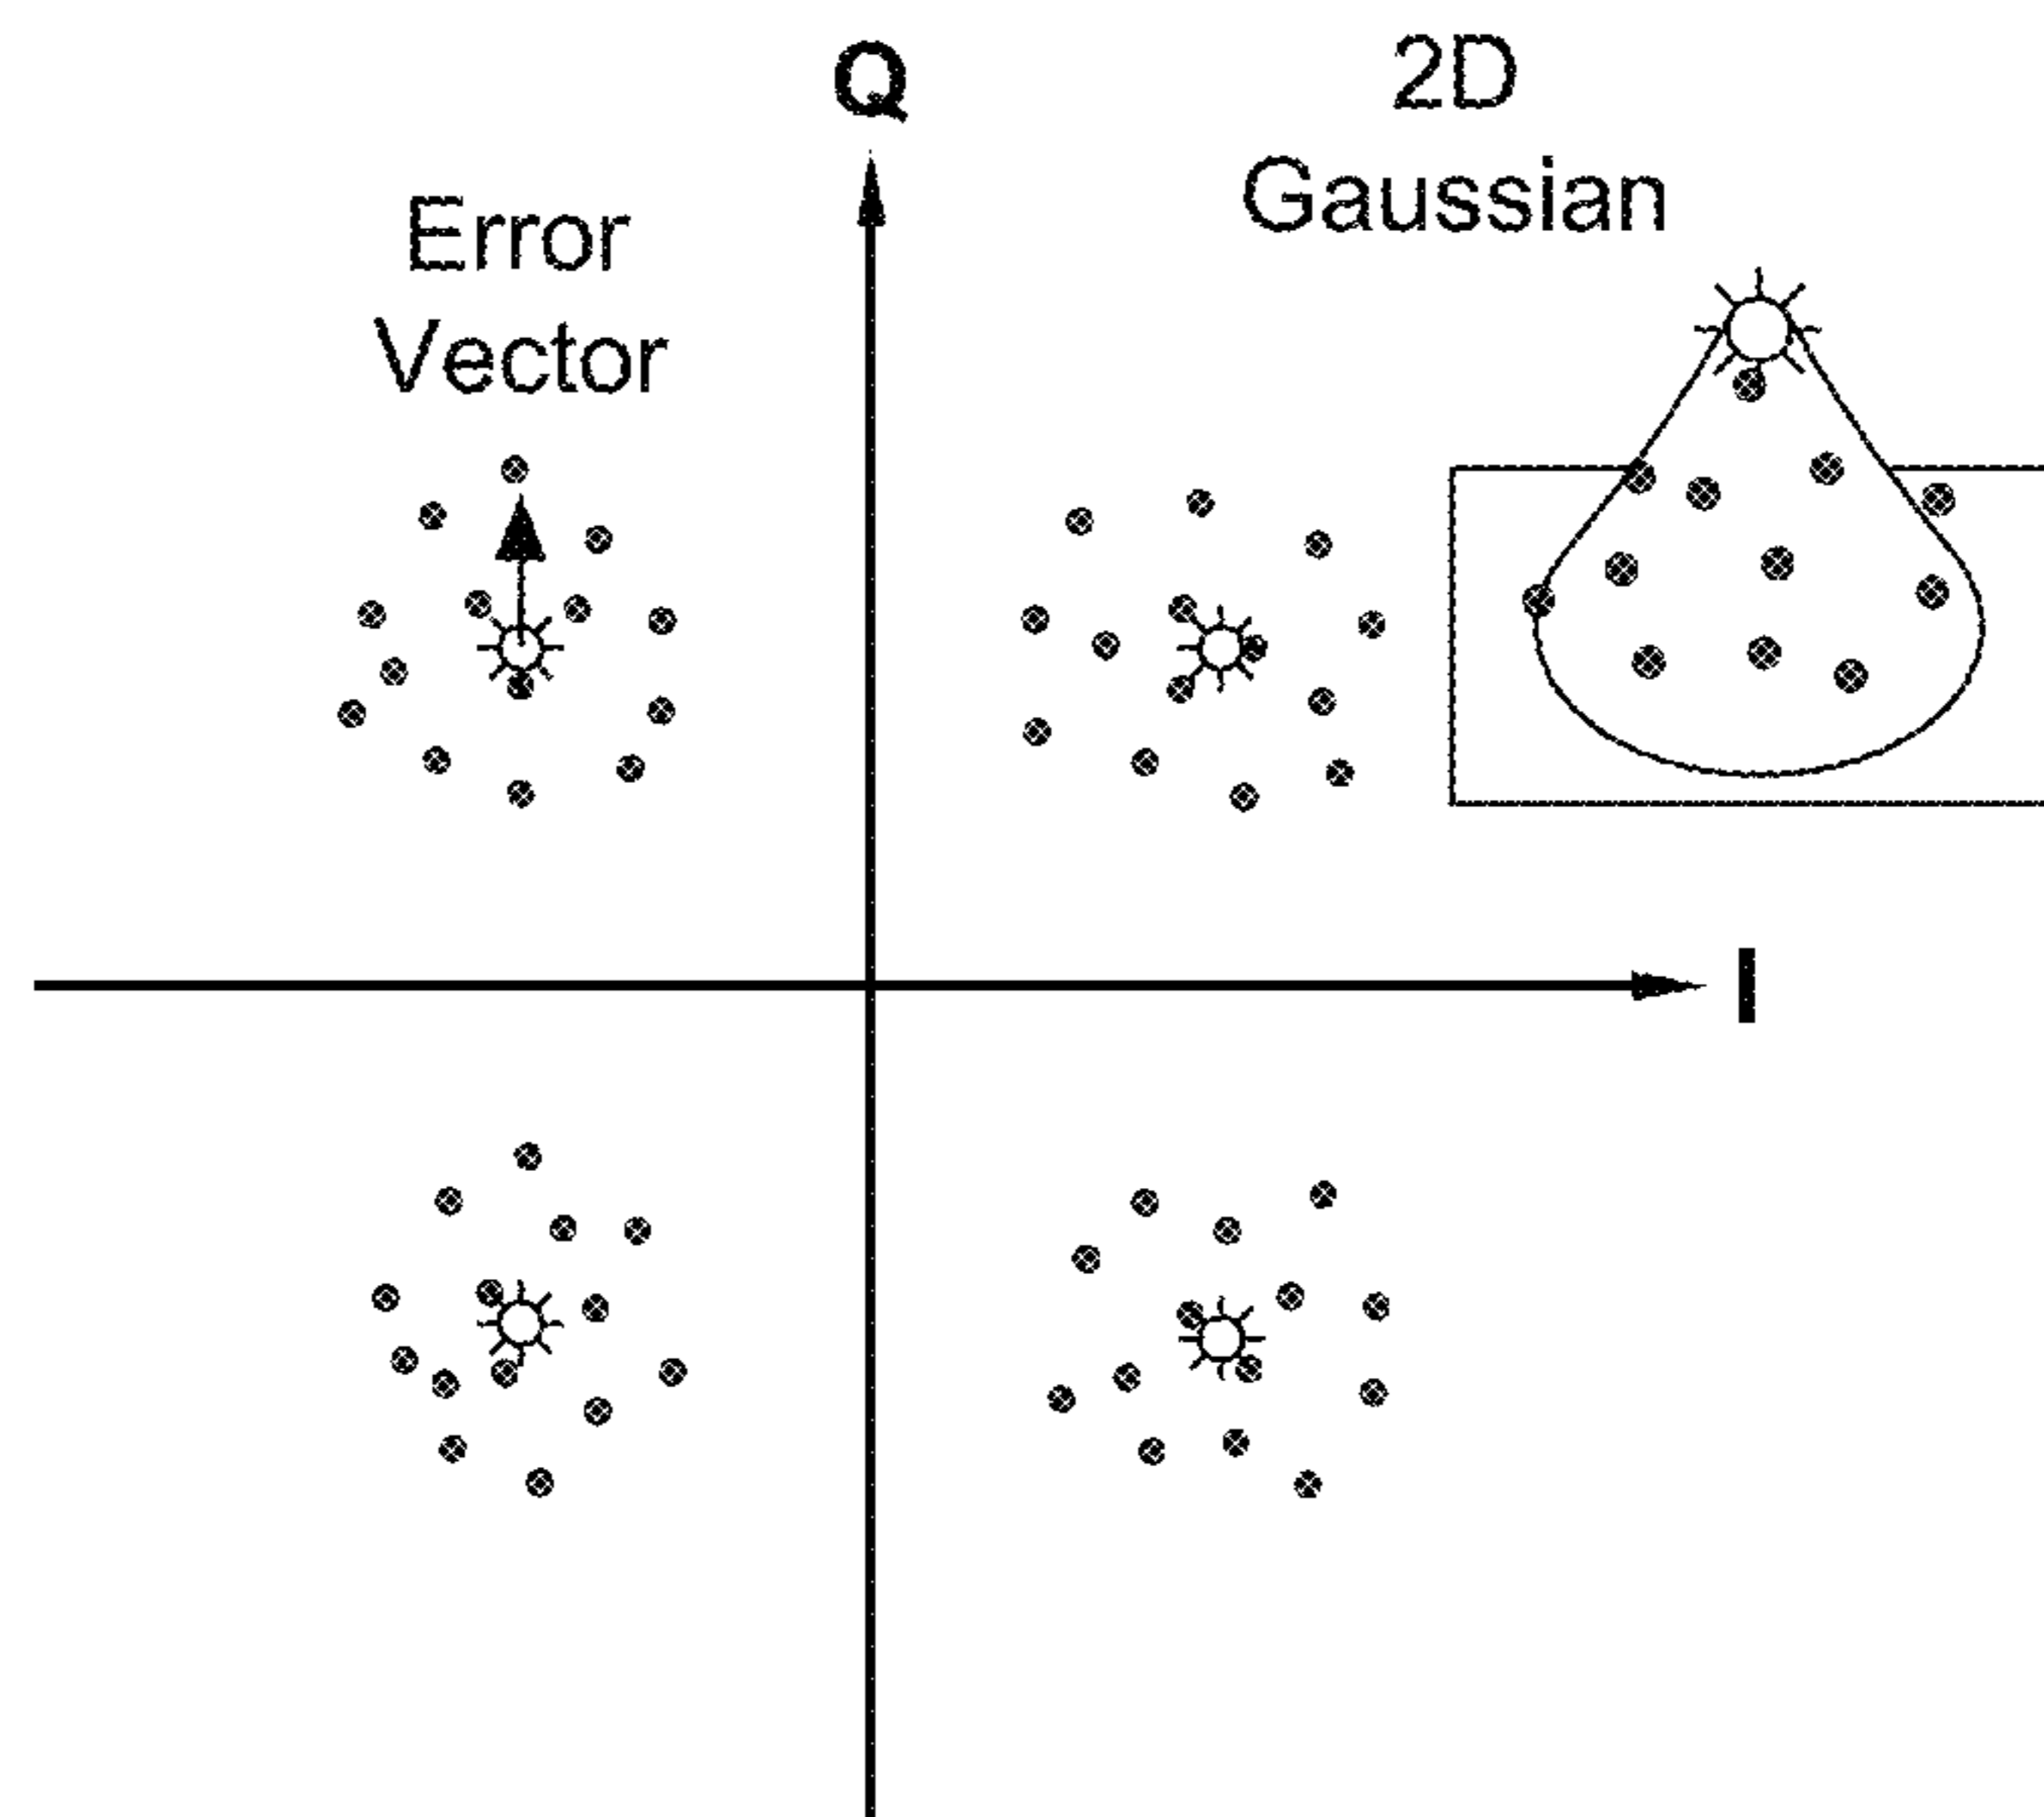 Q
2D
Gaussian
Error
Vector
I